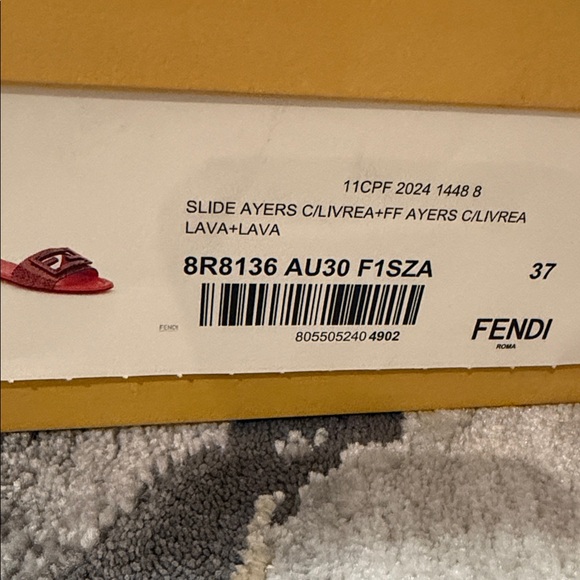 11CPF 2024 1448 8
SLIDE AYERS C/LIVREA+FF AYERS C/LIVREA
LAVA+LAVA
8R8136 AU30 F1SZA 37
805505240 4902
FENDI
FENDI
ROMA